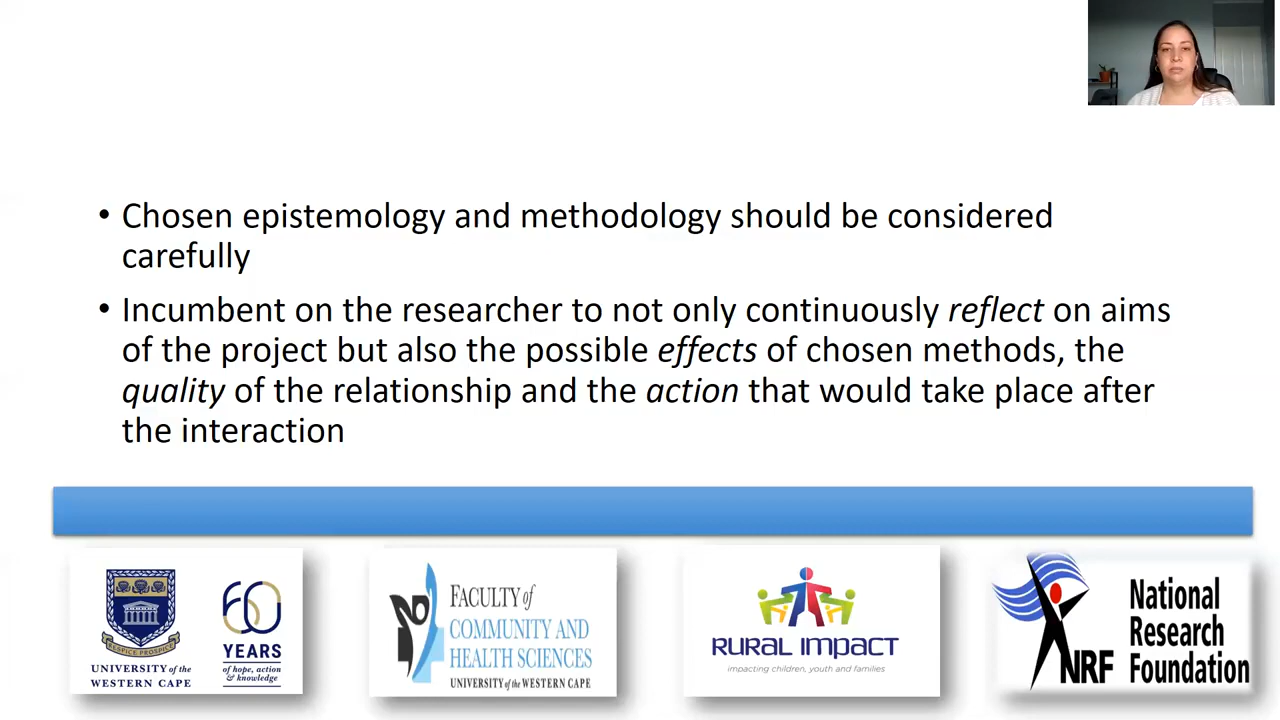 • Chosen epistemology and methodology should be considered
carefully
• Incumbent on the researcher to not only continuously reflect on aims
of the project but also the possible effects of chosen methods, the
quality of the relationship and the action that would take place after
the interaction
RESPICE PROSPICE
UNIVERSITY of the
WESTERN CAPE
60
YEARS
of hope, action
& knowledge
FACULTY of
COMMUNITY AND
HEALTH SCIENCES
UNIVERSITY of the WESTERN CAPE
RURAL IMPACT
impacting children, youth and families
NRF
National
Research
Foundation